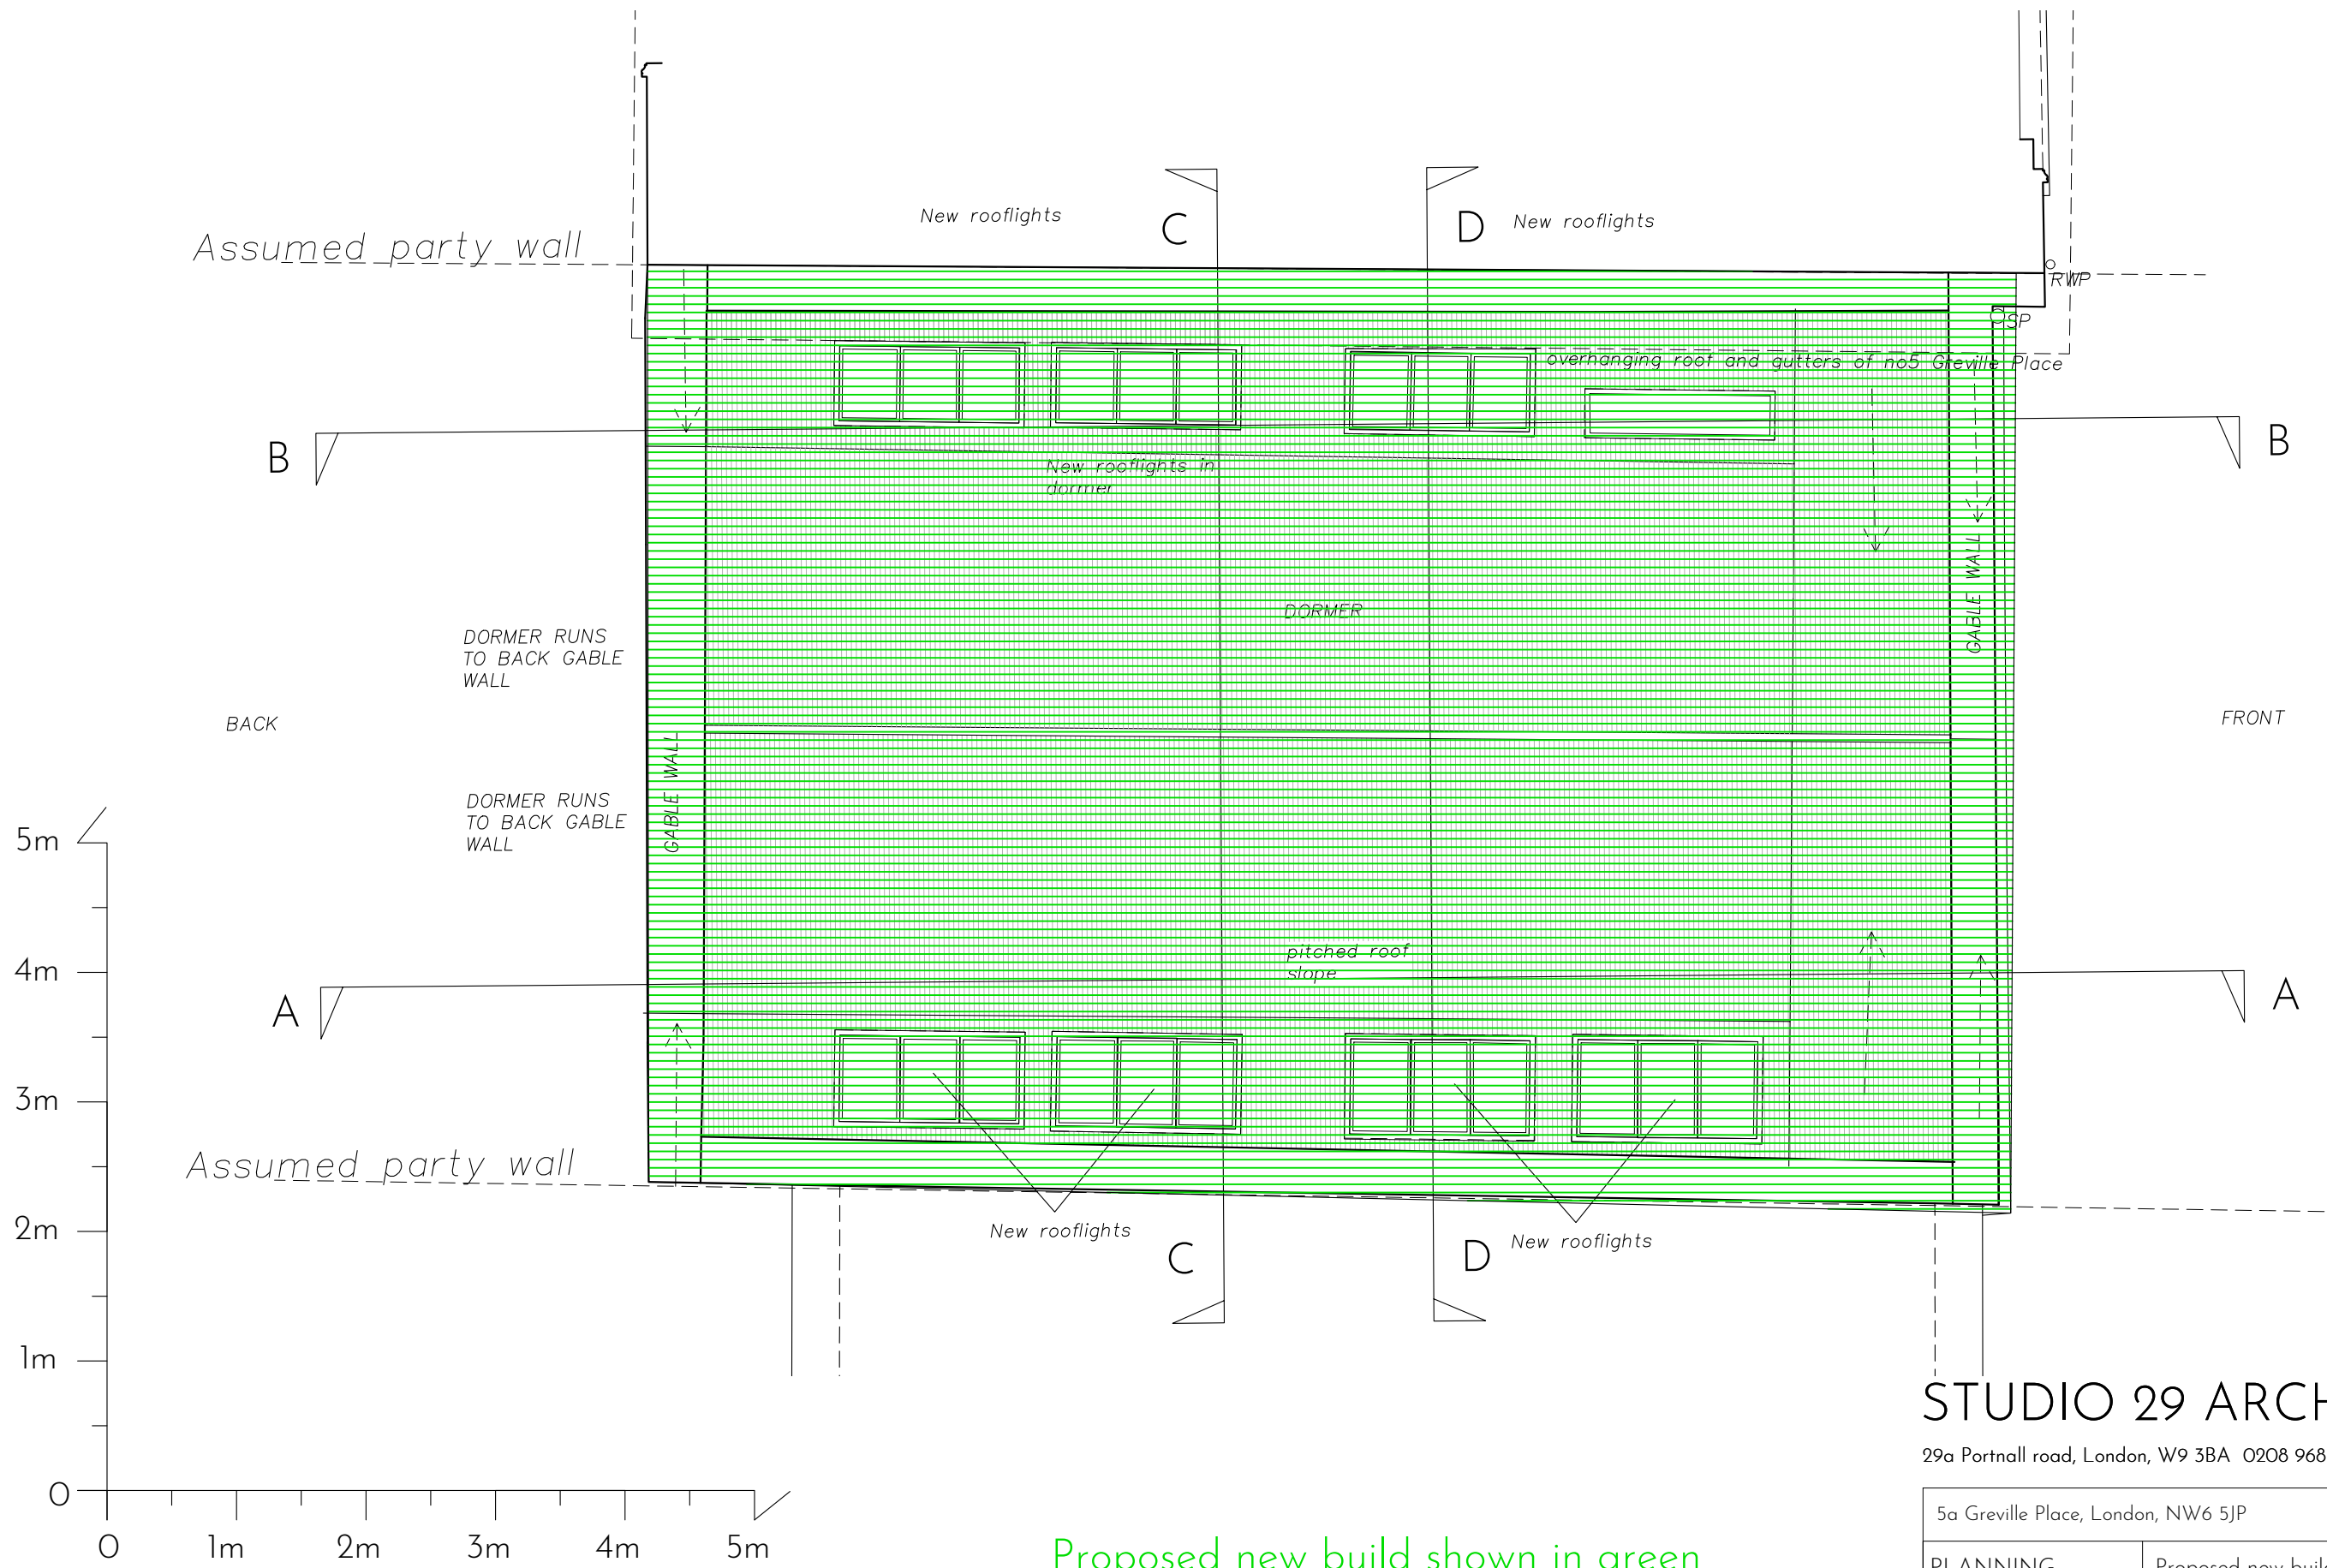 New rooflights
C
D
New rooflights
Assumed party wall
RWP
SP
overhanging roof and gutters of no5 Greville Place
B
B
New rooflights in
dormer
GABLE WALL
DORMER
DORMER RUNS
TO BACK GABLE
WALL
BACK
FRONT
GABLE WALL
DORMER RUNS
TO BACK GABLE
WALL
5m
pitched roof
slope
4m
A
A
3m
Assumed party wall
2m
New rooflights
C
D
New rooflights
1m
STUDIO 29 ARCH
29a Portnall road, London, W9 3BA 0208 968
0
5a Greville Place, London, NW6 5JP
0
1m
2m
3m
4m
5m
Proposed new build shown in green
PLANNING
Proposed new buil